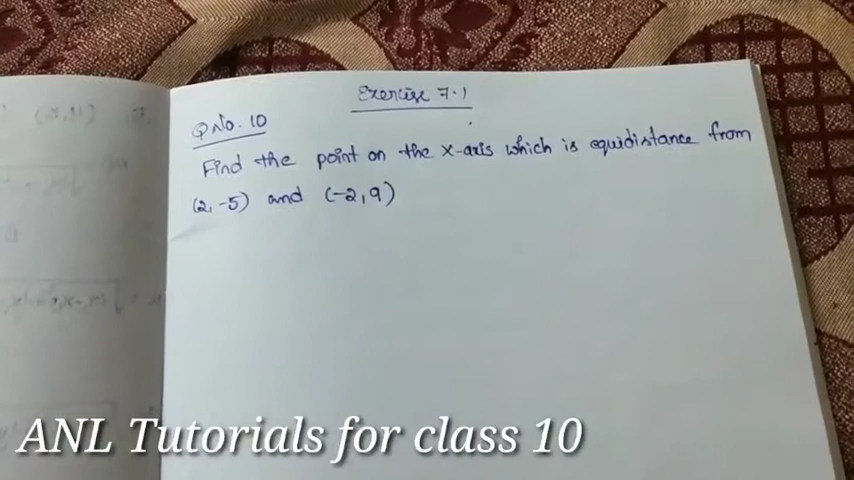 Exercise 7.1
Q No. 10
Find the point on the x-axis which is equidistance from
(2, -5) and (-2, 9)
ANL Tutorials for class 10